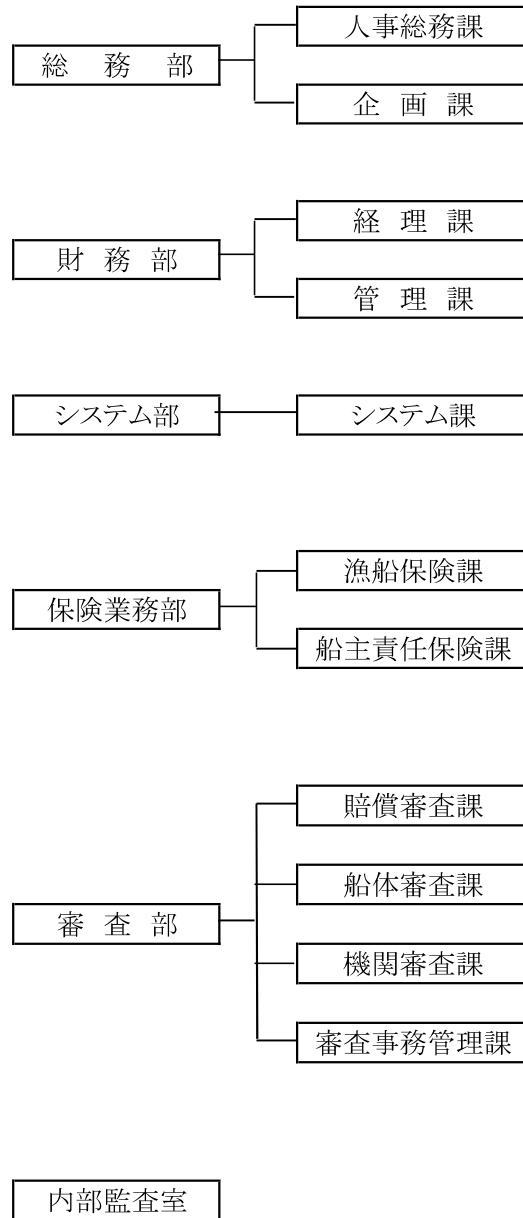 人事総務課
総務部
企画課
経理課
財務部
管理課
システム部
システム課
漁船保険課
保険業務部
船主責任保険課
賠償審査課
船体審査課
審査部
機関審査課
審査事務管理課
内部監査室